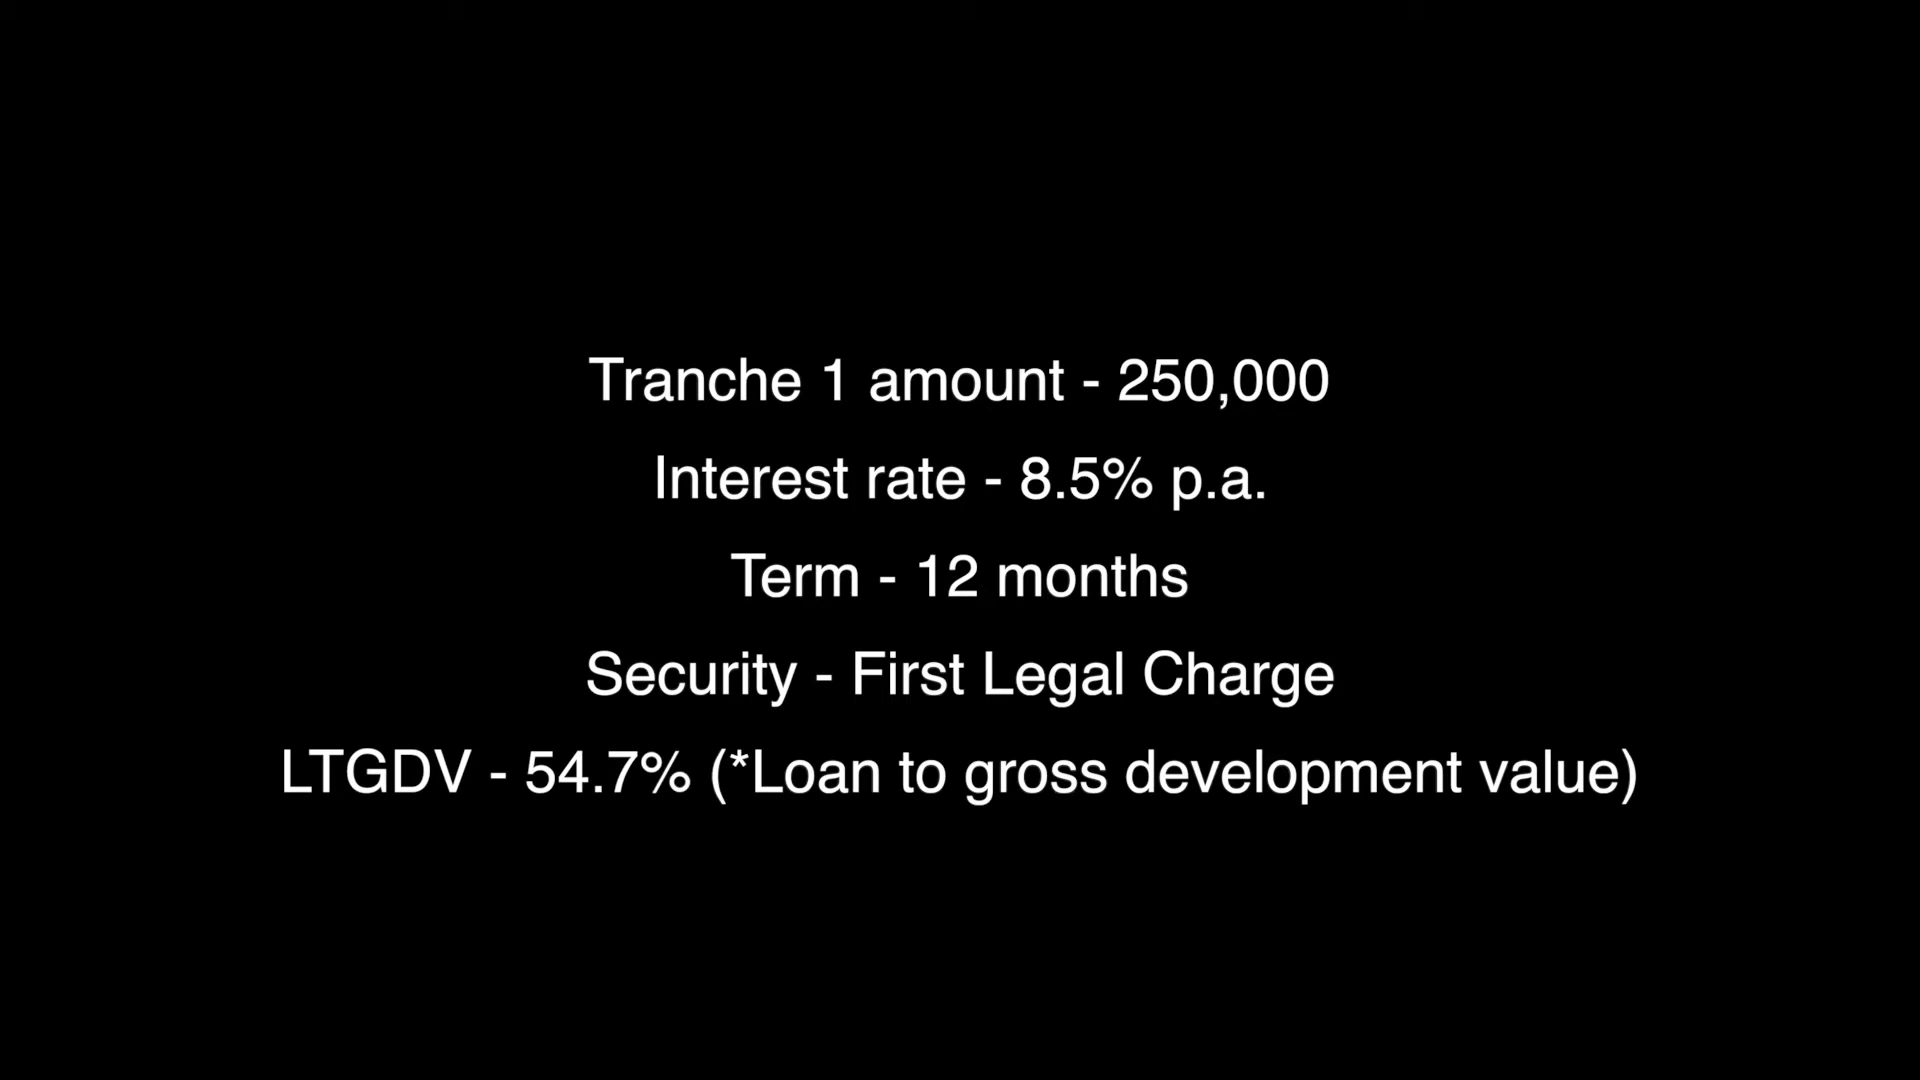 Tranche 1 amount - 250,000
Interest rate - 8.5% p.a.
Term - 12 months
Security - First Legal Charge
LTGDV - 54.7% (*Loan to gross development value)